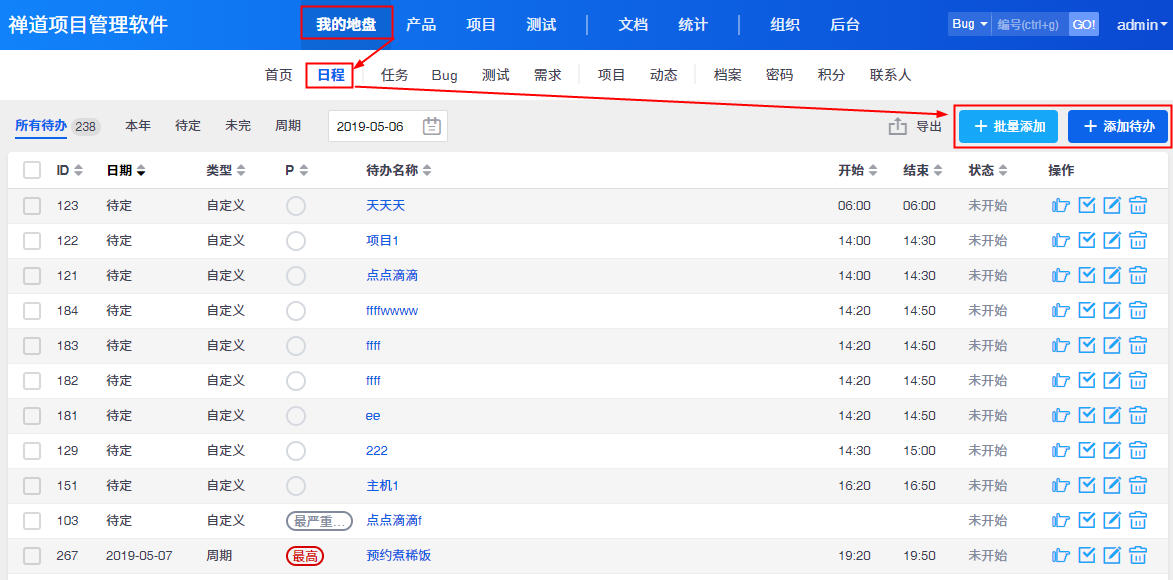 禅道项目管理软件 我的地盘 产品 项目 测试 文档 统计 组织 后台 Bug 编号(ctrl+g) GO! admin
首页 日程 任务 Bug 测试 需求 项目 动态 档案 密码 积分 联系人
所有待办 238 本年 待定 未完 周期 2019-05-06 导出 + 批量添加 + 添加待办
ID 日期 类型 P 待办名称 开始 结束 状态 操作
123 待定 自定义 天天天 06:00 06:00 未开始
122 待定 自定义 项目1 14:00 14:30 未开始
121 待定 自定义 点点滴滴 14:00 14:30 未开始
184 待定 自定义 ffffwwww 14:20 14:50 未开始
183 待定 自定义 ffff 14:20 14:50 未开始
182 待定 自定义 ffff 14:20 14:50 未开始
181 待定 自定义 ee 14:20 14:50 未开始
129 待定 自定义 222 14:30 15:00 未开始
151 待定 自定义 主机1 16:20 16:50 未开始
103 待定 自定义 最严重... 点点滴滴f 未开始
267 2019-05-07 周期 最高 预约煮稀饭 19:20 19:50 未开始